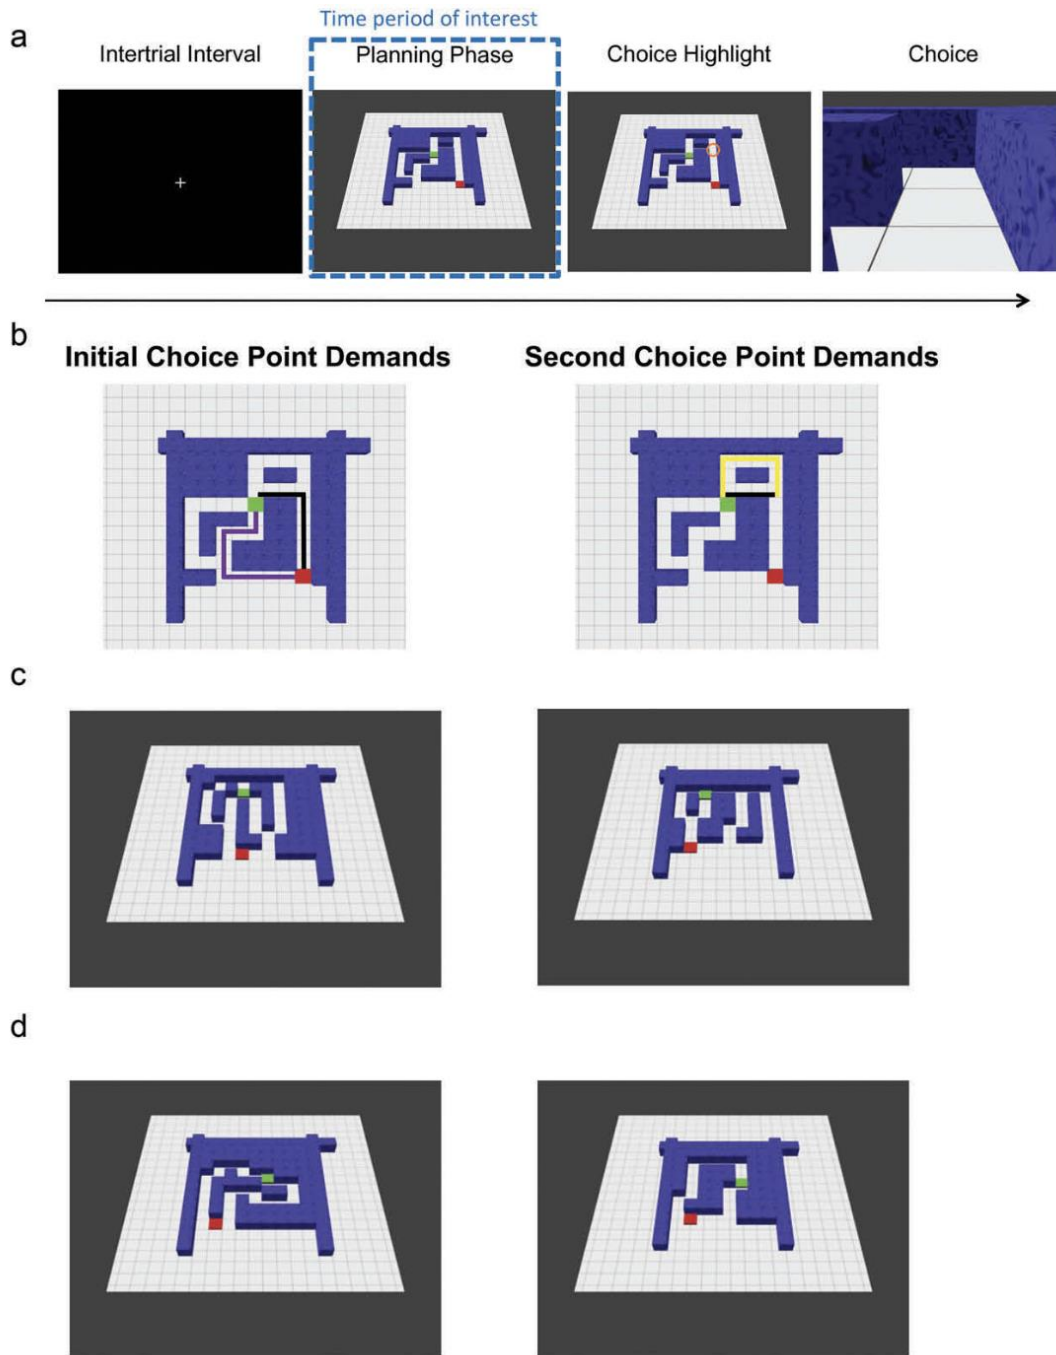 Time period of interest
a
Intertrial Interval
Planning Phase
Choice Highlight
Choice
b
Initial Choice Point Demands
Second Choice Point Demands
c
d